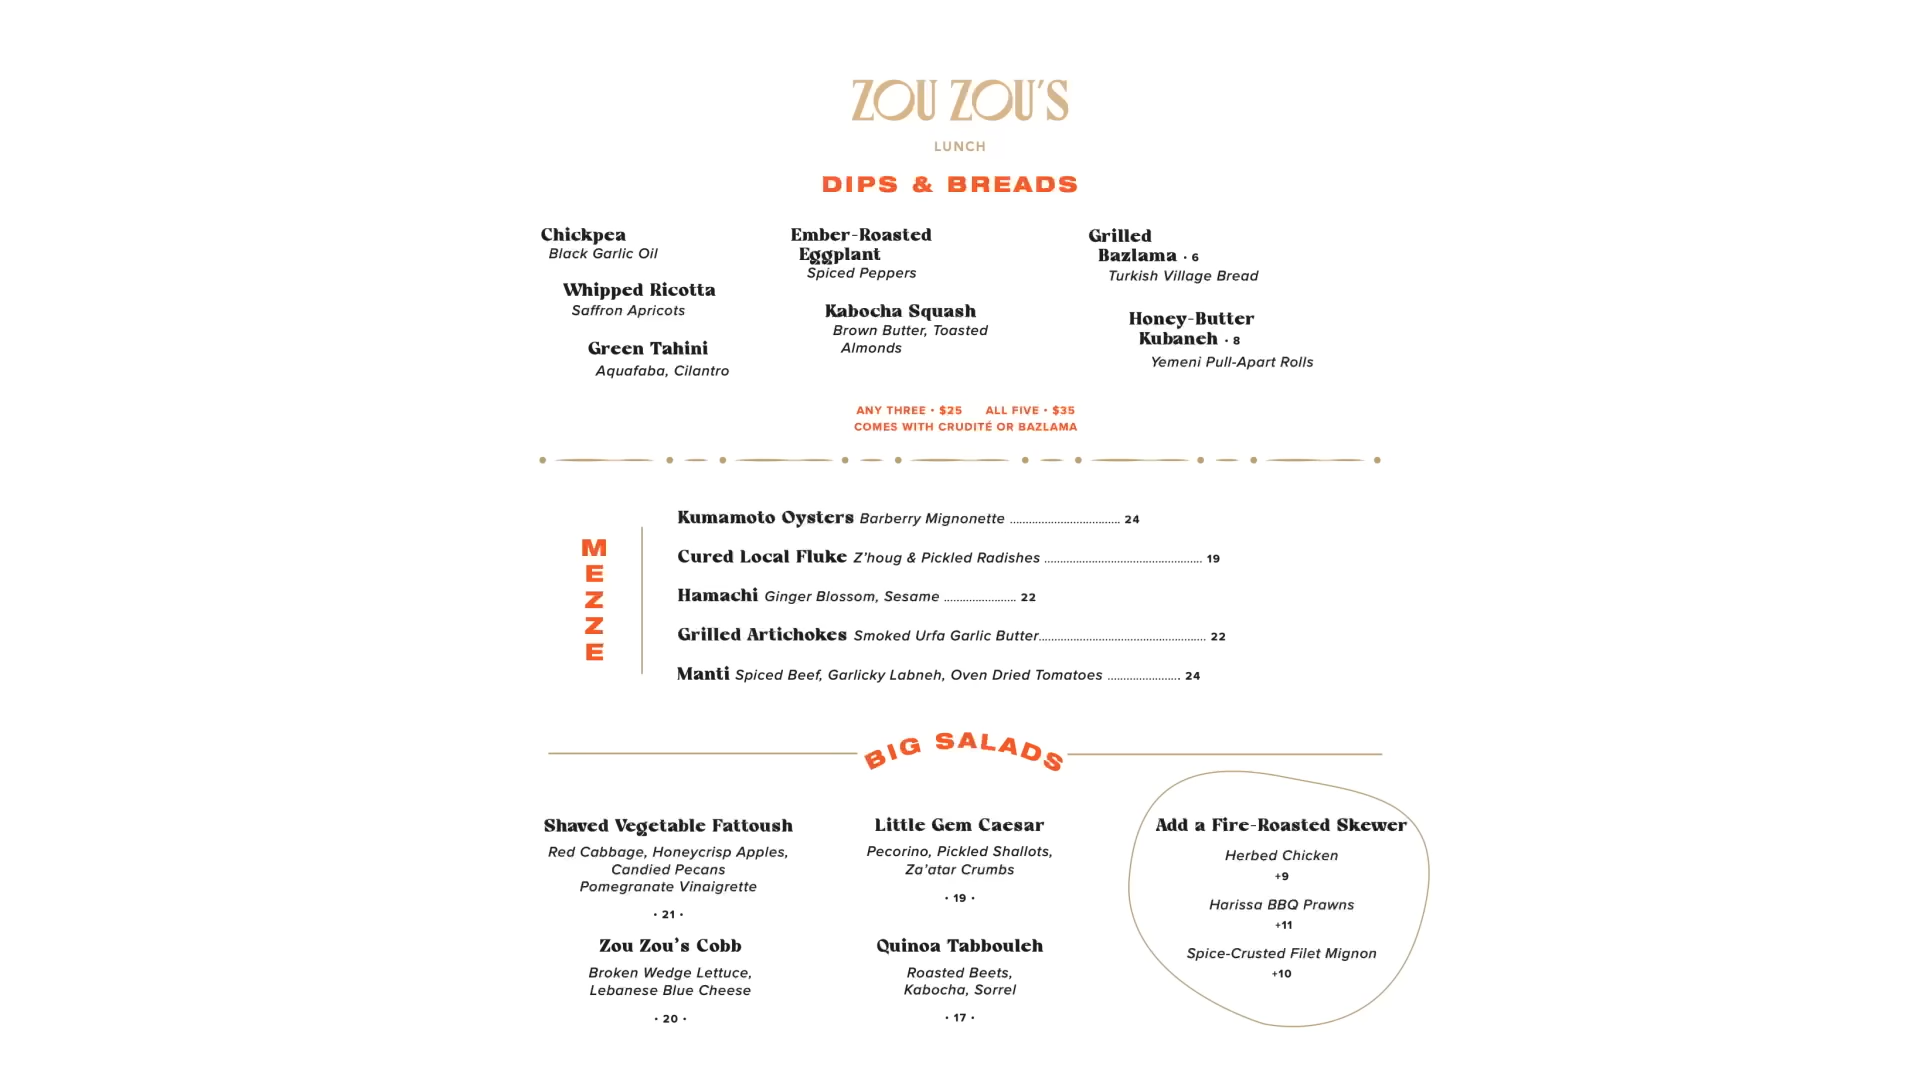 ZOU ZOU'S
LUNCH
DIPS & BREADS
Chickpea
Black Garlic Oil
Whipped Ricotta
Saffron Apricots
Green Tahini
Aquafaba, Cilantro
Ember-Roasted
Eggplant
Spiced Peppers
Kabocha Squash
Brown Butter, Toasted
Almonds
Grilled
Bazlama · 6
Turkish Village Bread
Honey-Butter
Kubaneh · 8
Yemeni Pull-Apart Rolls
ANY THREE · $25 ALL FIVE · $35
COMES WITH CRUDITÉ OR BAZLAMA
MEZZE
Kumamoto Oysters Barberry Mignonette ..................................... 24
Cured Local Fluke Z'houg & Pickled Radishes ..................................................... 19
Hamachi Ginger Blossom, Sesame ........................ 22
Grilled Artichokes Smoked Urfa Garlic Butter........................................................ 22
Manti Spiced Beef, Garlicky Labneh, Oven Dried Tomatoes ........................ 24
BIG SALADS
Shaved Vegetable Fattoush
Red Cabbage, Honeycrisp Apples,
Candied Pecans
Pomegranate Vinaigrette
· 21 ·
Zou Zou's Cobb
Broken Wedge Lettuce,
Lebanese Blue Cheese
· 20 ·
Little Gem Caesar
Pecorino, Pickled Shallots,
Za'atar Crumbs
· 19 ·
Quinoa Tabbouleh
Roasted Beets,
Kabocha, Sorrel
· 17 ·
Add a Fire-Roasted Skewer
Herbed Chicken
+9
Harissa BBQ Prawns
+11
Spice-Crusted Filet Mignon
+10